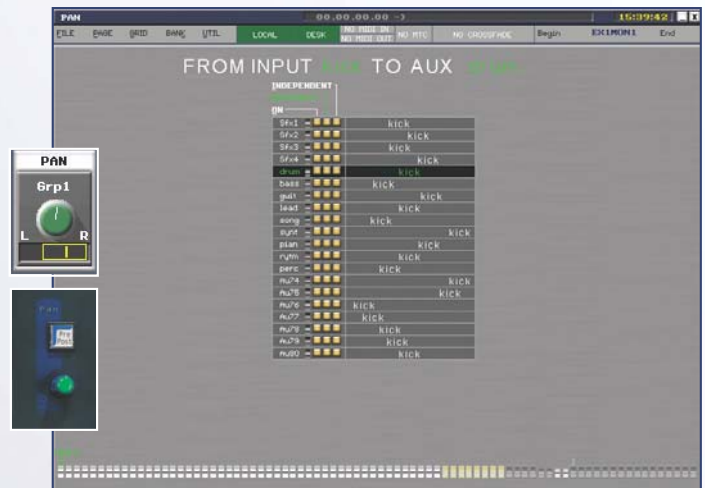 PAN
00.00.00.00 ->
15:39:42
FILE PAGE GRID BANK UTIL LOCAL DESK NO MIDI IN NO MTC NO CROSSFADE Begin EX1MON1 End
NO MIDI OUT
FROM INPUT kick TO AUX drum
INDEPENDENT
ON
Sfx1 kick
Sfx2 kick
Sfx3 kick
Sfx4 kick
drum kick
bass kick
guit kick
lead kick
song kick
synt kick
pian kick
rytm kick
perc kick
Au74 kick
Au75 kick
Au76 kick
Au77 kick
Au78 kick
Au79 kick
Au80 kick
PAN
Grp1
L R
Pan
Pre
Post